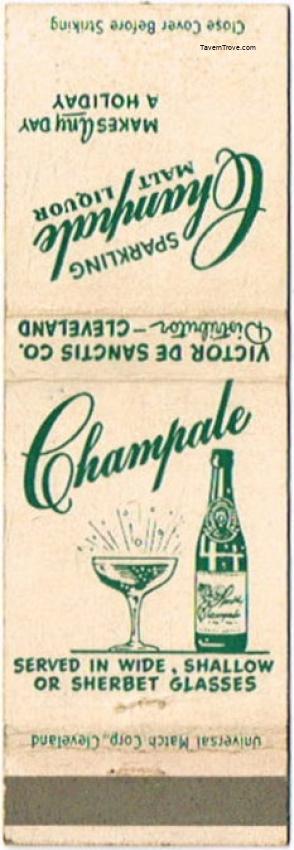 Close Cover Before Striking
TavernTrove.com
MAKES any DAY
A HOLIDAY
SPARKLING
Champale
MALT LIQUOR
VICTOR DE SANCTIS CO.
Distributor - CLEVELAND
Champale
SERVED IN WIDE, SHALLOW
OR SHERBET GLASSES
Universal Match Corp., Cleveland